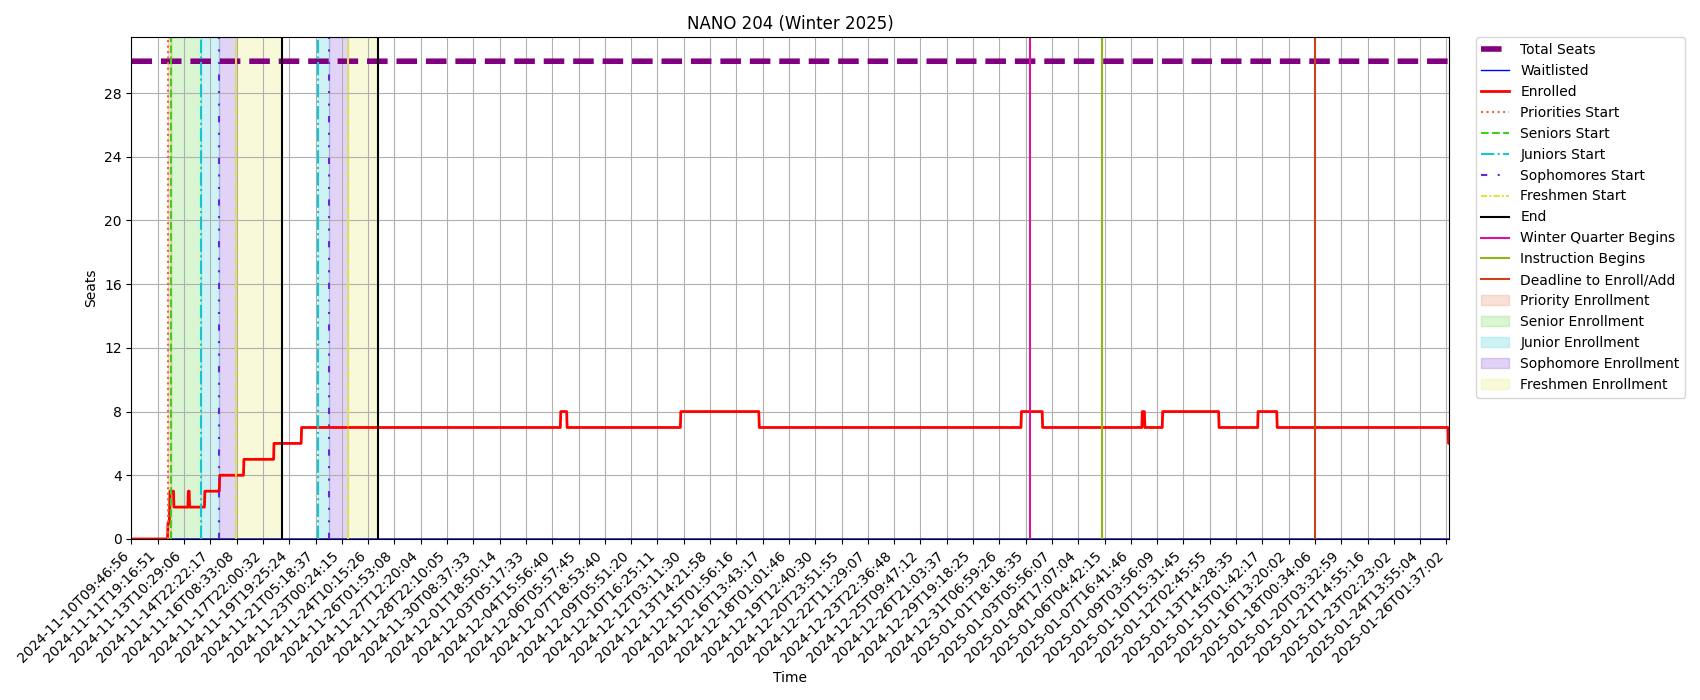 NANO 204 (Winter 2025)
Seats
28
24
20
16
12
8
4
0
2024-11-10T09:46:56
2024-11-11T19:16:51
2024-11-13T10:29:06
2024-11-14T22:22:17
2024-11-16T08:33:08
2024-11-17T22:00:32
2024-11-19T19:25:24
2024-11-21T05:18:37
2024-11-23T00:24:15
2024-11-24T10:15:26
2024-11-26T01:53:08
2024-11-27T12:20:04
2024-11-28T22:10:05
2024-11-30T08:37:33
2024-12-01T18:50:14
2024-12-03T05:17:33
2024-12-04T15:56:40
2024-12-06T05:57:45
2024-12-07T18:53:40
2024-12-09T05:51:20
2024-12-10T16:25:11
2024-12-12T03:11:30
2024-12-13T14:21:58
2024-12-15T01:56:16
2024-12-16T13:43:17
2024-12-18T01:01:46
2024-12-19T12:40:30
2024-12-20T23:51:55
2024-12-22T11:29:07
2024-12-23T22:36:48
2024-12-25T09:47:12
2024-12-26T21:03:37
2024-12-29T19:18:25
2024-12-31T06:59:26
2025-01-01T18:18:35
2025-01-03T05:56:07
2025-01-04T17:07:04
2025-01-06T04:42:15
2025-01-07T16:41:46
2025-01-09T03:56:09
2025-01-10T15:31:45
2025-01-12T02:45:55
2025-01-13T14:28:35
2025-01-15T01:42:17
2025-01-16T13:20:02
2025-01-18T00:34:06
2025-01-20T03:32:59
2025-01-21T14:55:16
2025-01-23T02:23:02
2025-01-24T13:55:04
2025-01-26T01:37:02
Time
Total Seats
Waitlisted
Enrolled
Priorities Start
Seniors Start
Juniors Start
Sophomores Start
Freshmen Start
End
Winter Quarter Begins
Instruction Begins
Deadline to Enroll/Add
Priority Enrollment
Senior Enrollment
Junior Enrollment
Sophomore Enrollment
Freshmen Enrollment